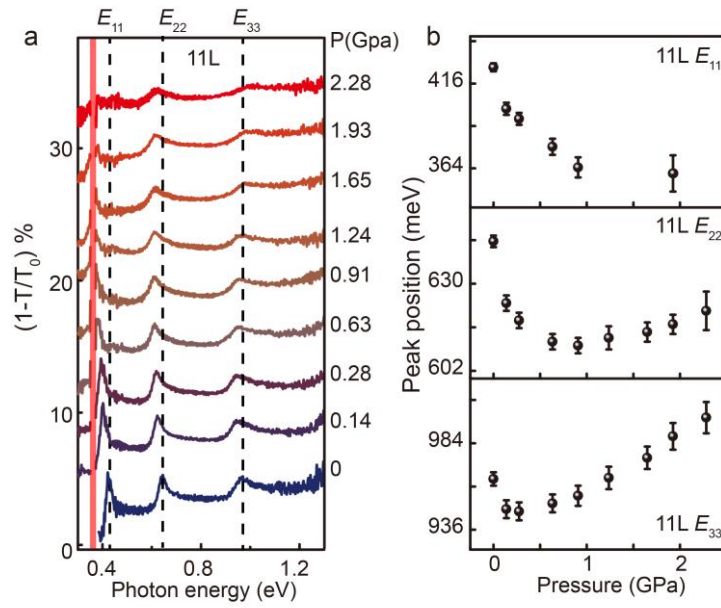 a
E11 E22 E33 P(Gpa)
11L
2.28
1.93
1.65
1.24
0.91
0.63
0.28
0.14
0
30
20
10
0
(1-T/T0) %
0.4 0.8 1.2
Photon energy (eV)
b
11L E11
416
364
11L E22
630
602
984
936
11L E33
Peak position (meV)
0 1 2
Pressure (GPa)